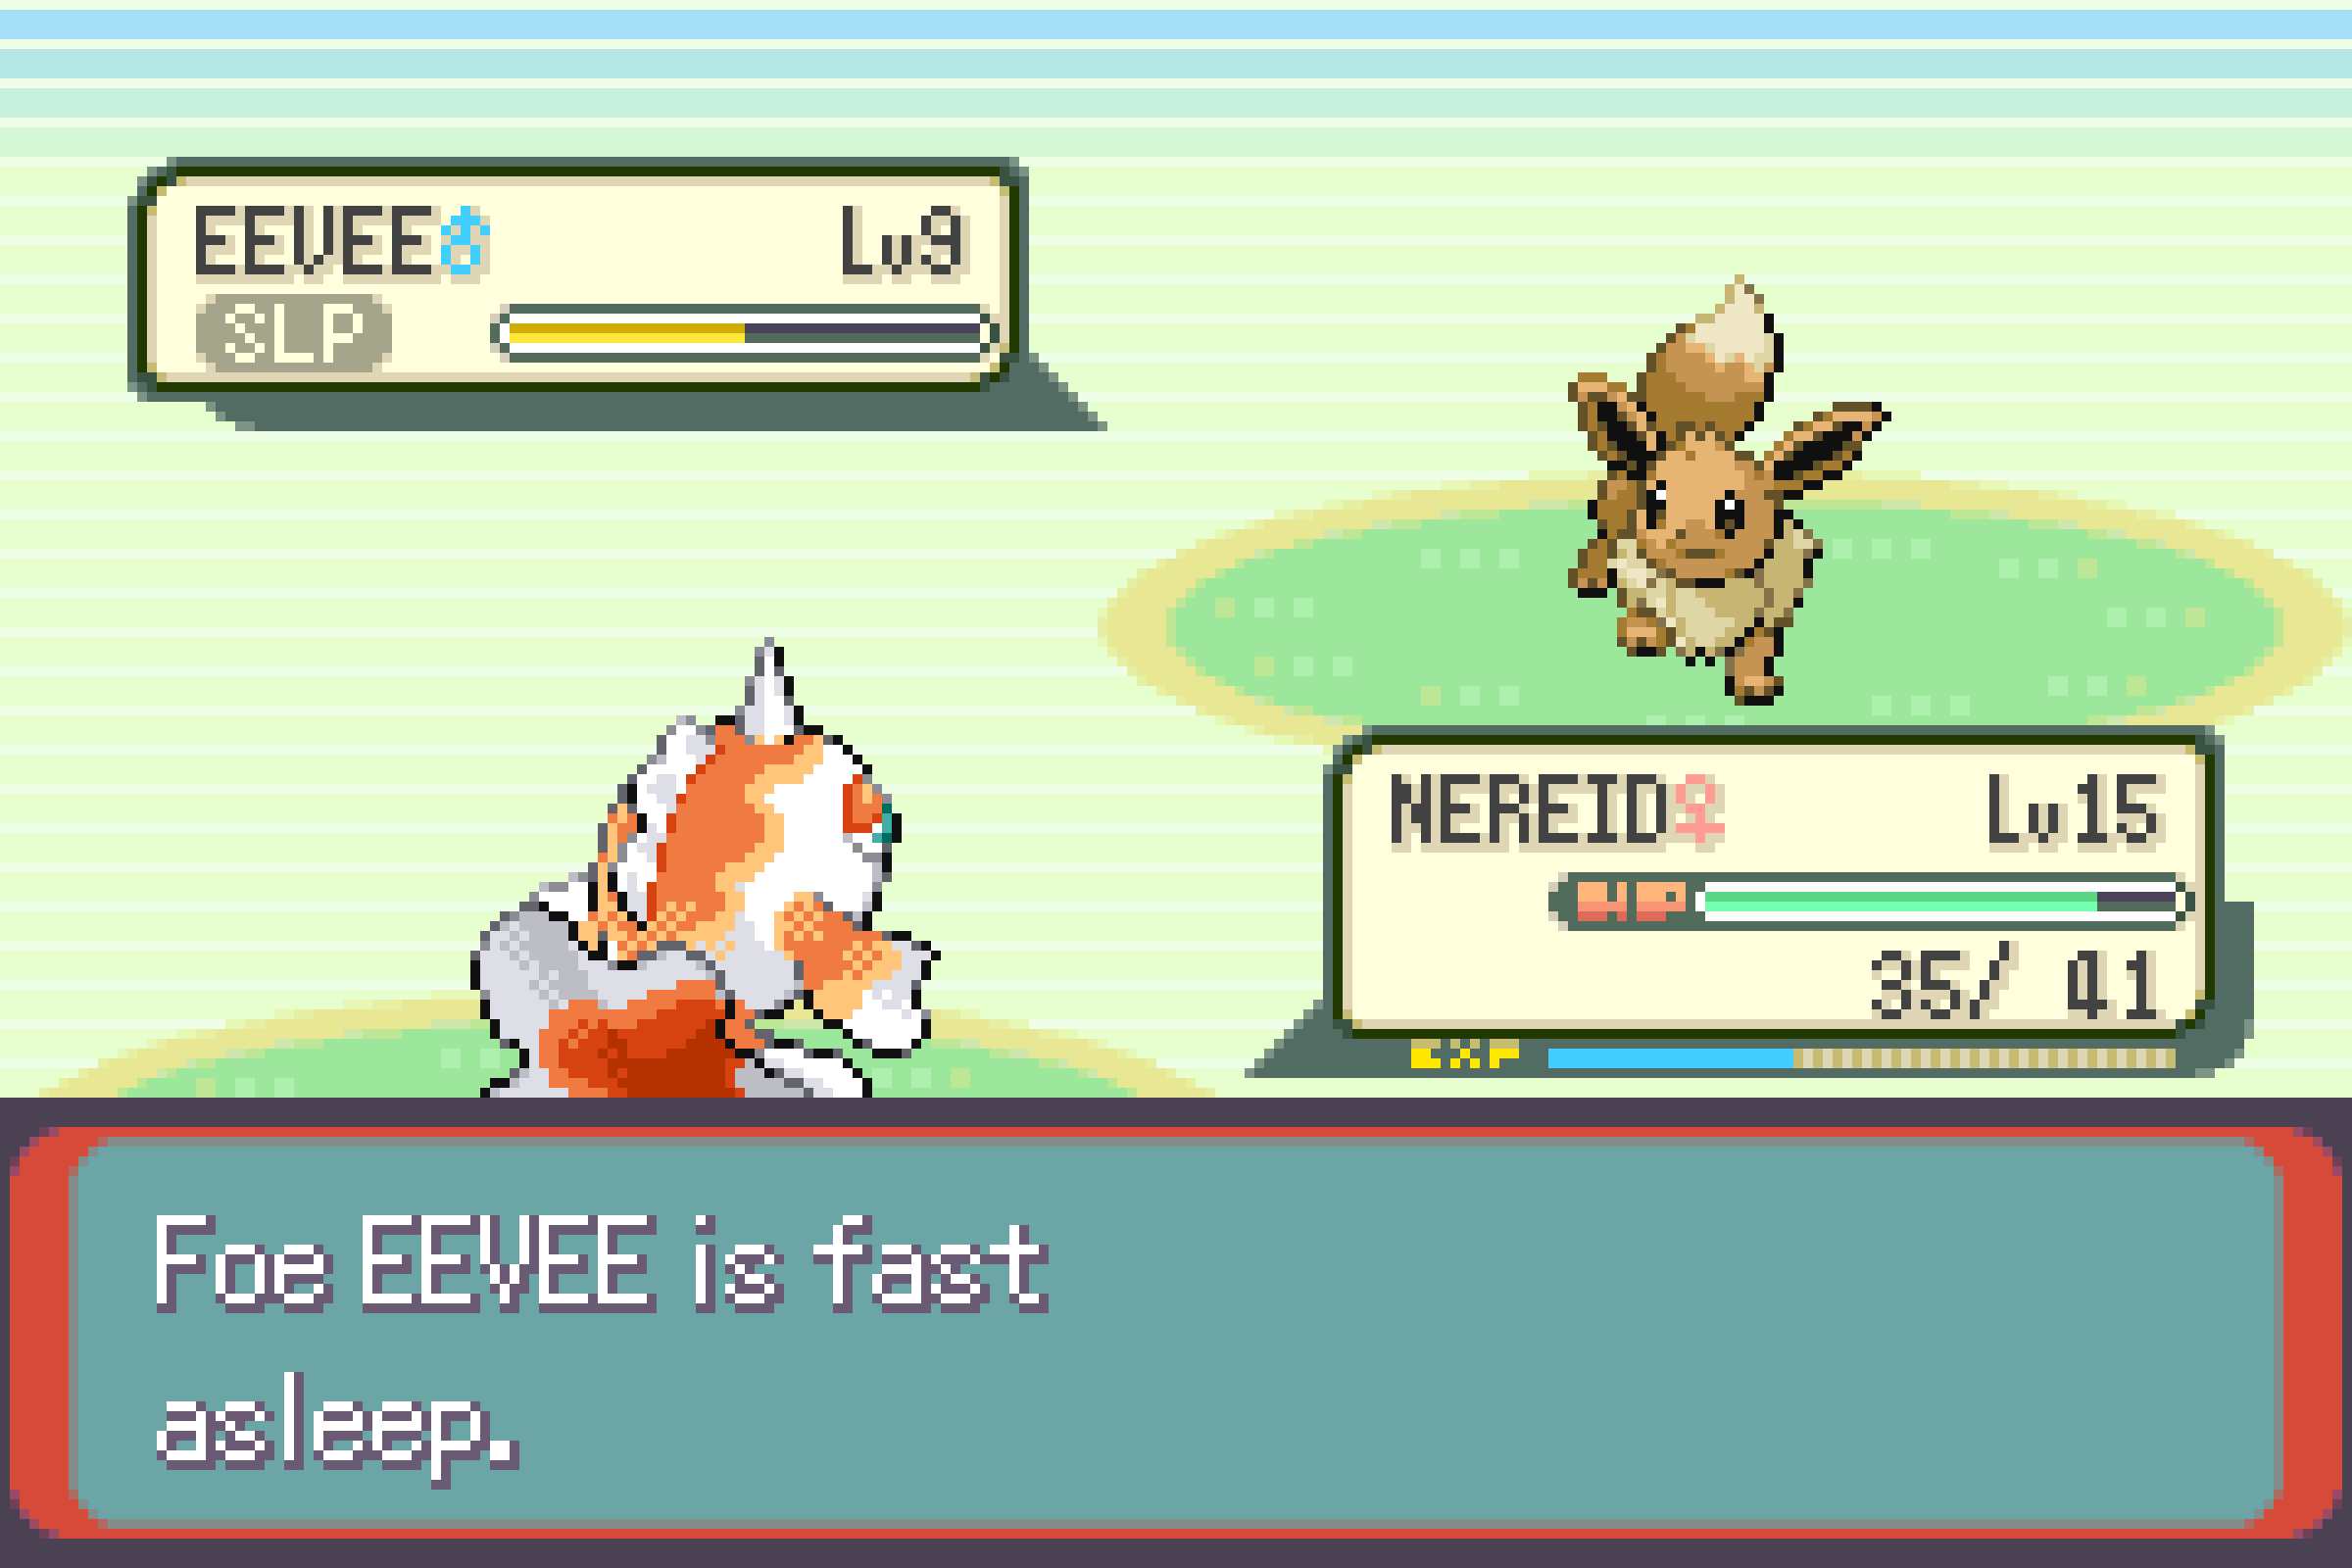 EEVEE♂ Lv9
SLP
NEREID♀ Lv15
HP
35/ 41
EXP
Foe EEVEE is fast
asleep.